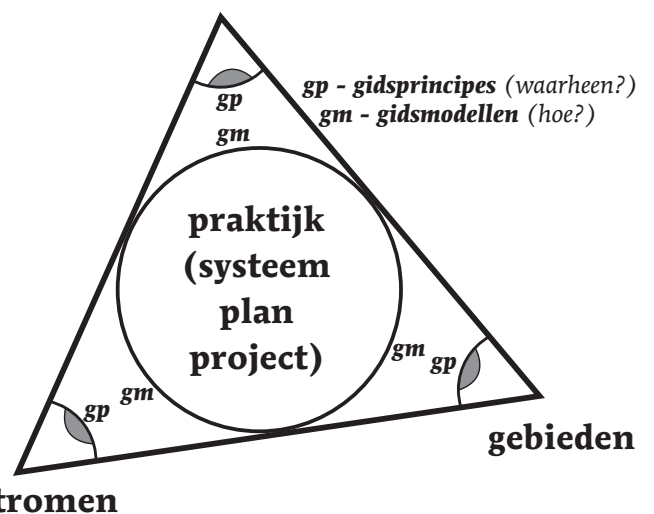 gp - gidsprincipes (waarheen?)
gm - gidsmodellen (hoe?)
gp
gm
praktijk
(systeem
plan
project)
gm
gp
gm
gp
gebieden
tromen